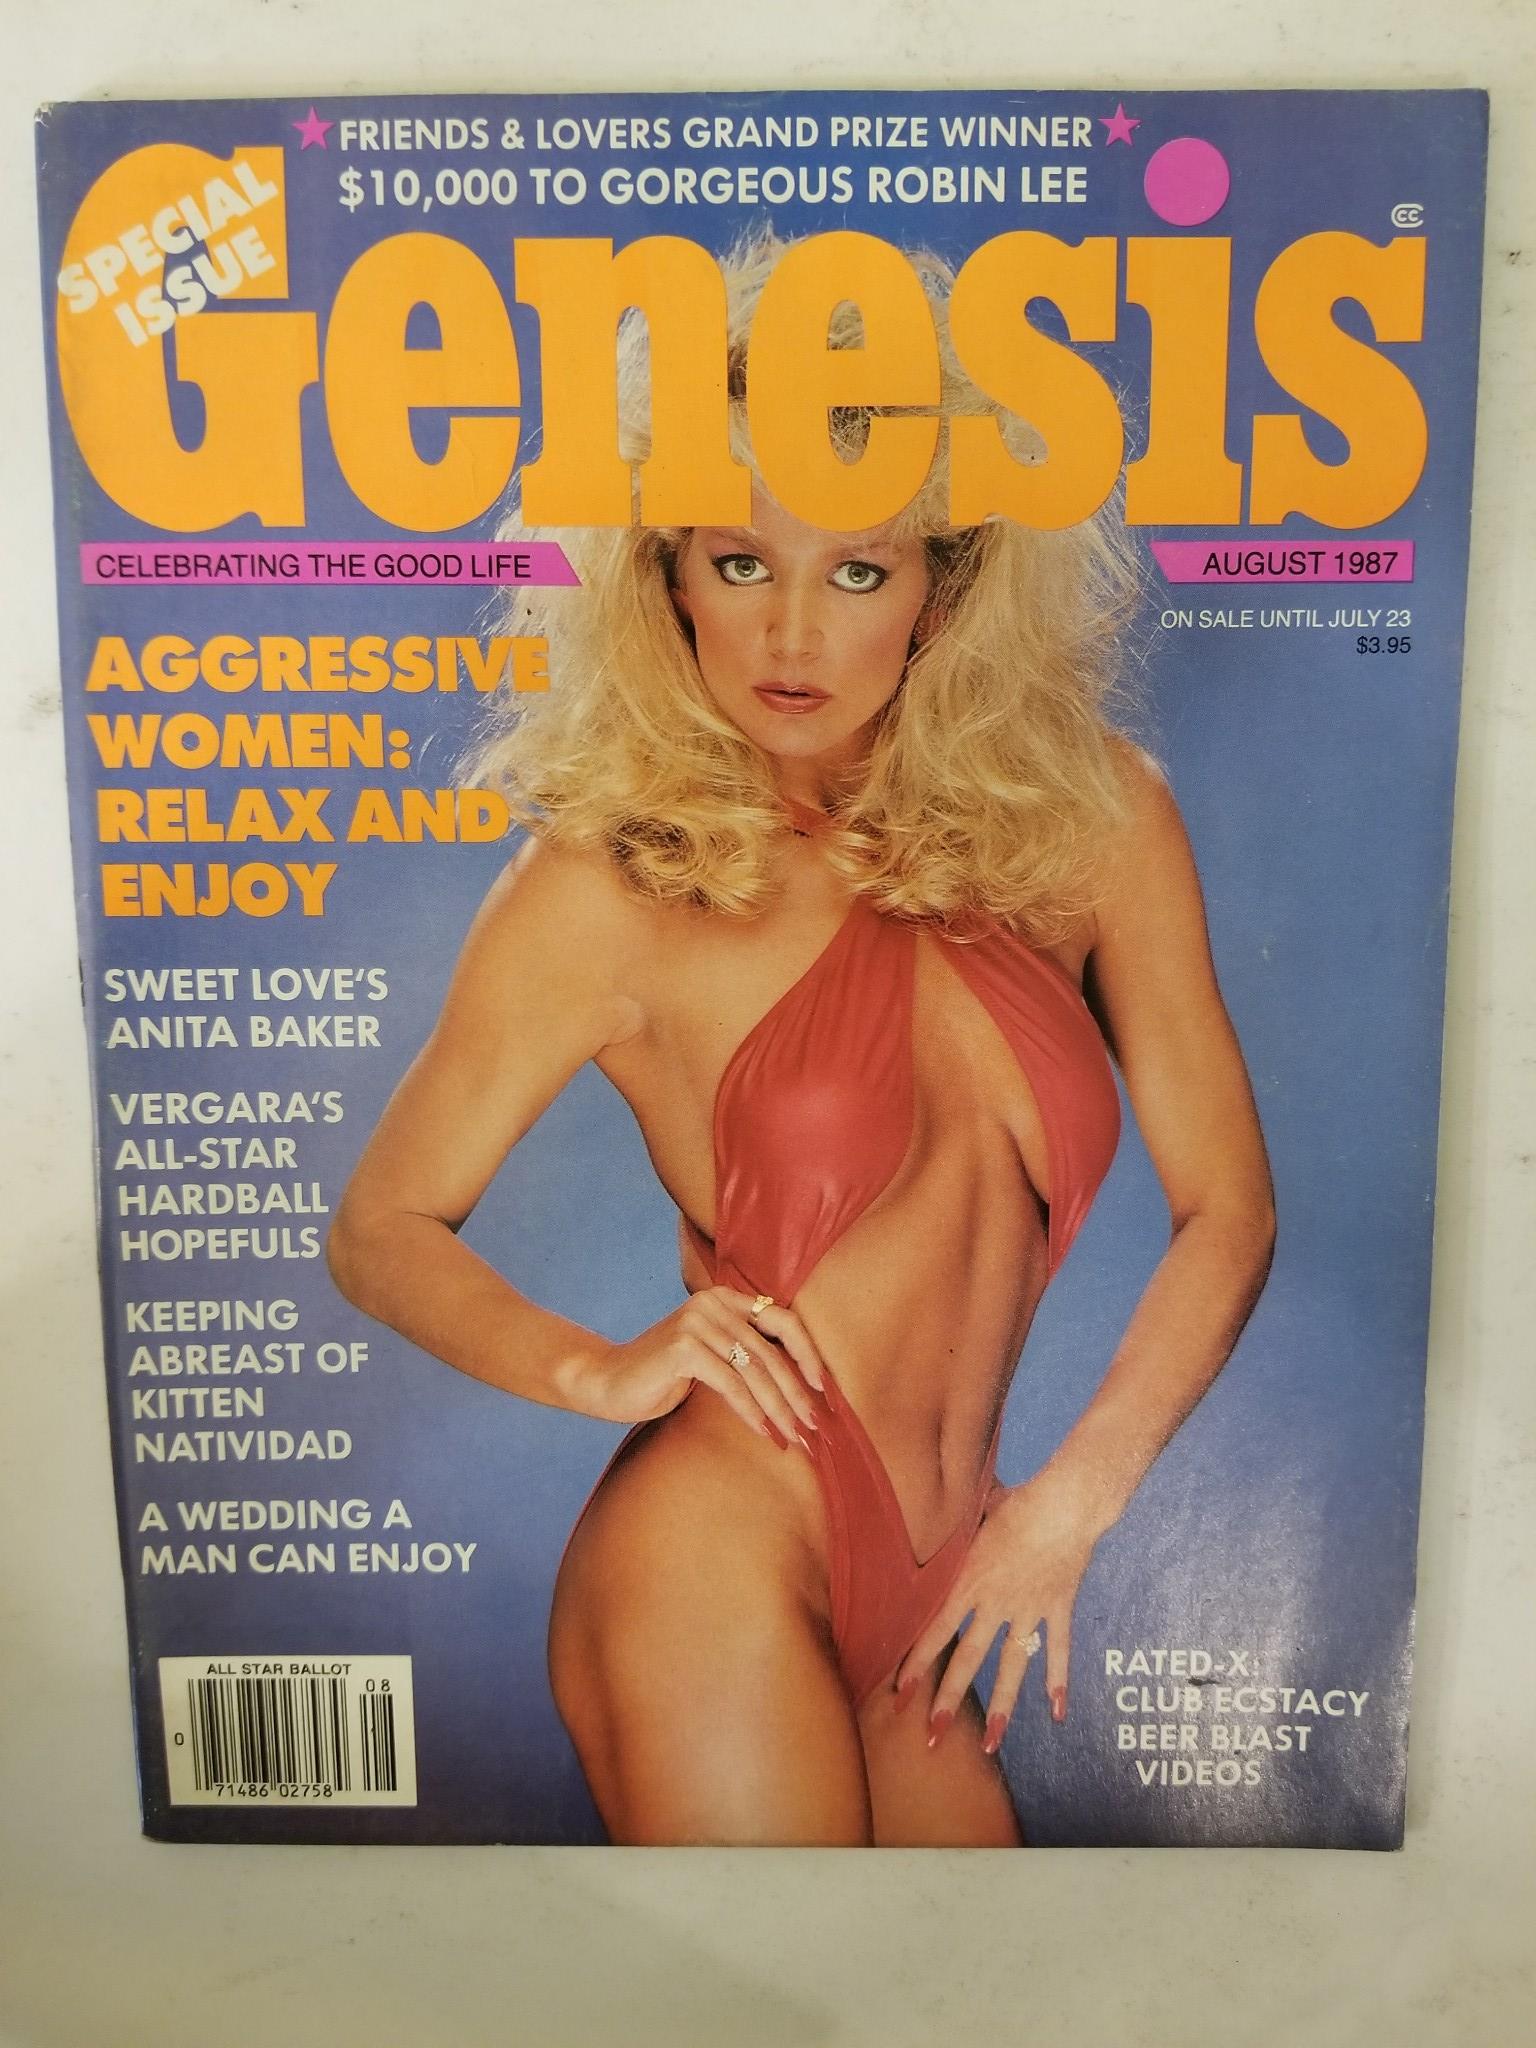 ★FRIENDS & LOVERS GRAND PRIZE WINNER★
$10,000 TO GORGEOUS ROBIN LEE
SPECIAL
ISSUE
Genesis
CC
CELEBRATING THE GOOD LIFE
AUGUST 1987
ON SALE UNTIL JULY 23
$3.95
AGGRESSIVE
WOMEN:
RELAX AND
ENJOY
SWEET LOVE'S
ANITA BAKER
VERGARA'S
ALL-STAR
HARDBALL
HOPEFULS
KEEPING
ABREAST OF
KITTEN
NATIVIDAD
A WEDDING A
MAN CAN ENJOY
ALL STAR BALLOT
08
0
71486 02758
RATED-X:
CLUB ECSTACY
BEER BLAST
VIDEOS